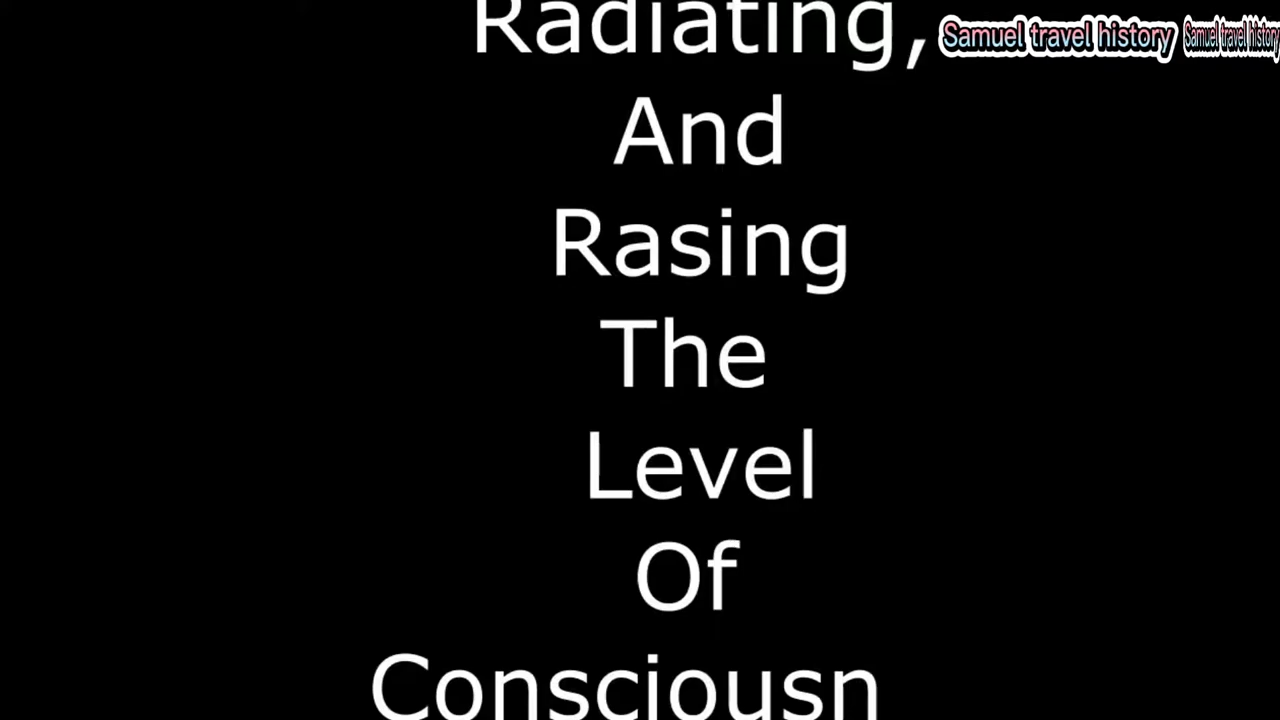 Radiating,
Samuel travel history
Samuel travel history
And
Rasing
The
Level
Of
Consciousn